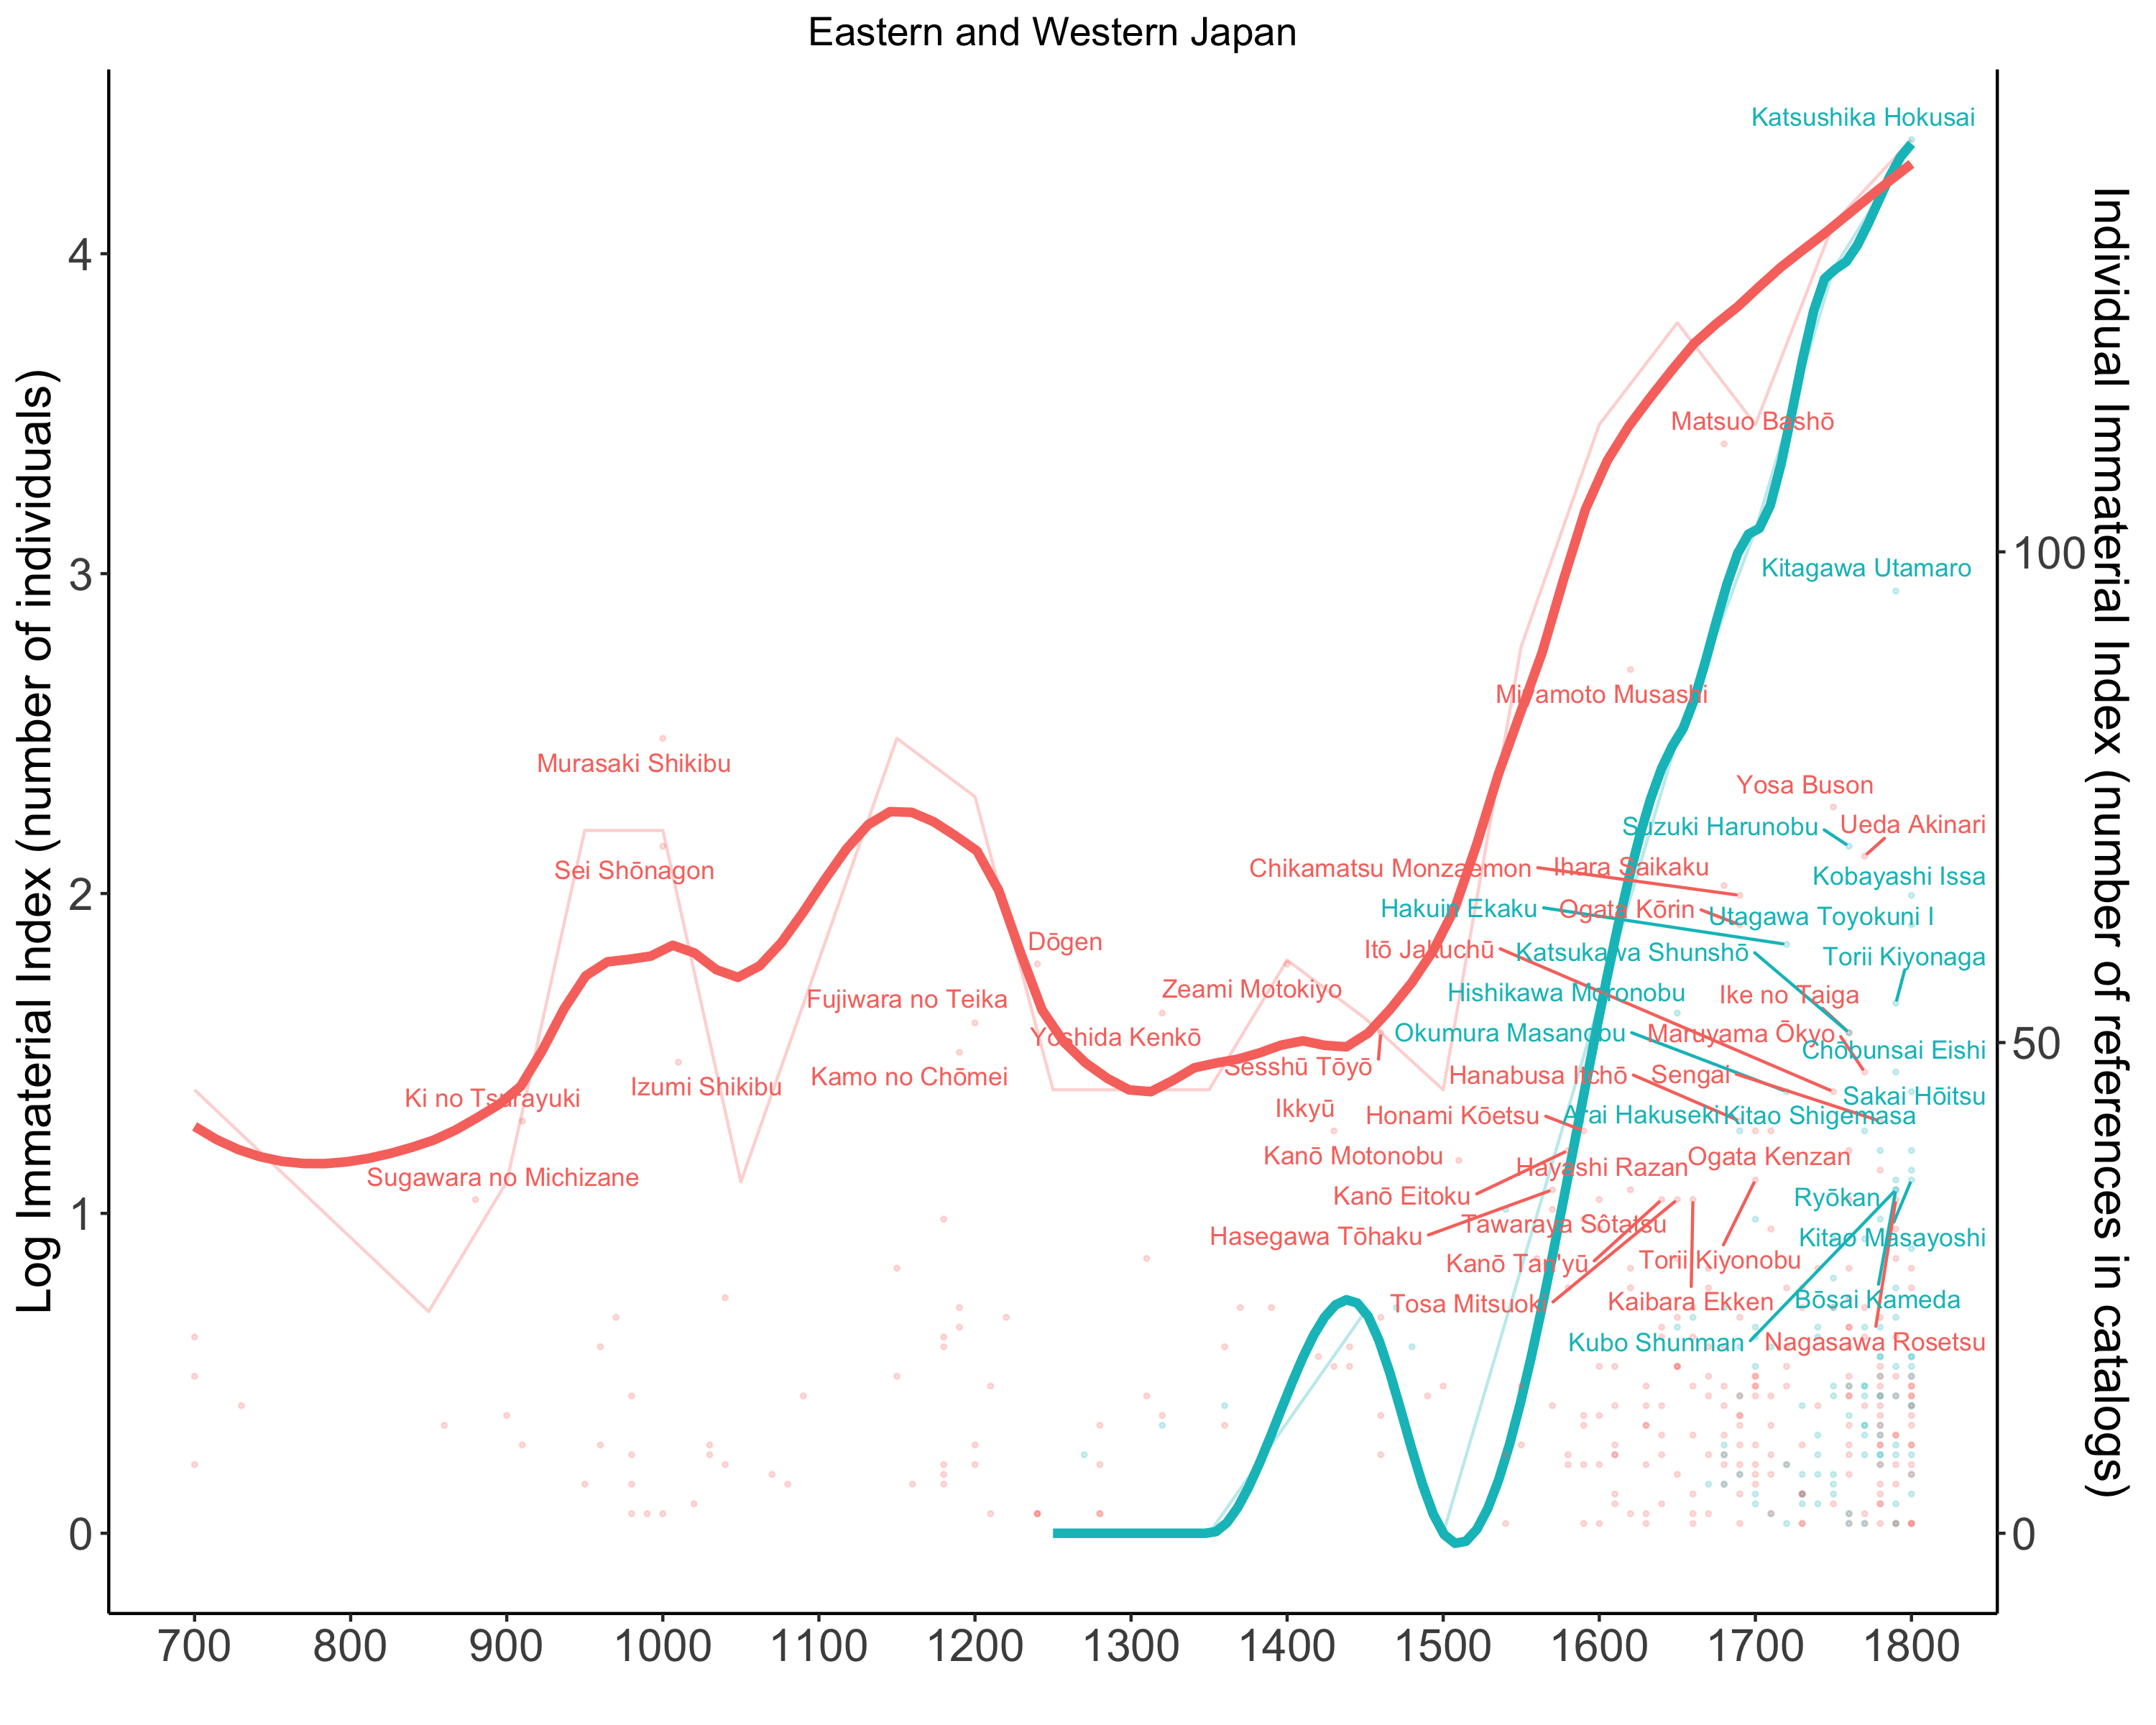 Eastern and Western Japan
Log Immaterial Index (number of individuals)
Individual Immaterial Index (number of references in catalogs)
4
3
2
1
0
100
50
0
700 800 900 1000 1100 1200 1300 1400 1500 1600 1700 1800
Katsushika Hokusai
Matsuo Bashō
Kitagawa Utamaro
Minamoto Musashi
Murasaki Shikibu
Yosa Buson
Suzuki Harunobu
Ueda Akinari
Sei Shōnagon
Chikamatsu Monzaemon
Ihara Saikaku
Kobayashi Issa
Hakuin Ekaku
Ogata Kōrin
Utagawa Toyokuni I
Dōgen
Itō Jakuchū
Katsukawa Shunshō
Torii Kiyonaga
Fujiwara no Teika
Zeami Motokiyo
Hishikawa Moronobu
Ike no Taiga
Yoshida Kenkō
Okumura Masanobu
Maruyama Ōkyo
Chōbunsai Eishi
Sesshū Tōyō
Kamo no Chōmei
Izumi Shikibu
Hanabusa Itchō
Sengai
Ki no Tsurayuki
Sakai Hōitsu
Ikkyū
Honami Kōetsu
Arai Hakuseki
Kitao Shigemasa
Kanō Motonobu
Hayashi Razan
Ogata Kenzan
Sugawara no Michizane
Kanō Eitoku
Ryōkan
Tawaraya Sôtatsu
Hasegawa Tōhaku
Kitao Masayoshi
Kanō Tan'yū
Torii Kiyonobu
Tosa Mitsuoki
Kaibara Ekken
Bōsai Kameda
Kubo Shunman
Nagasawa Rosetsu